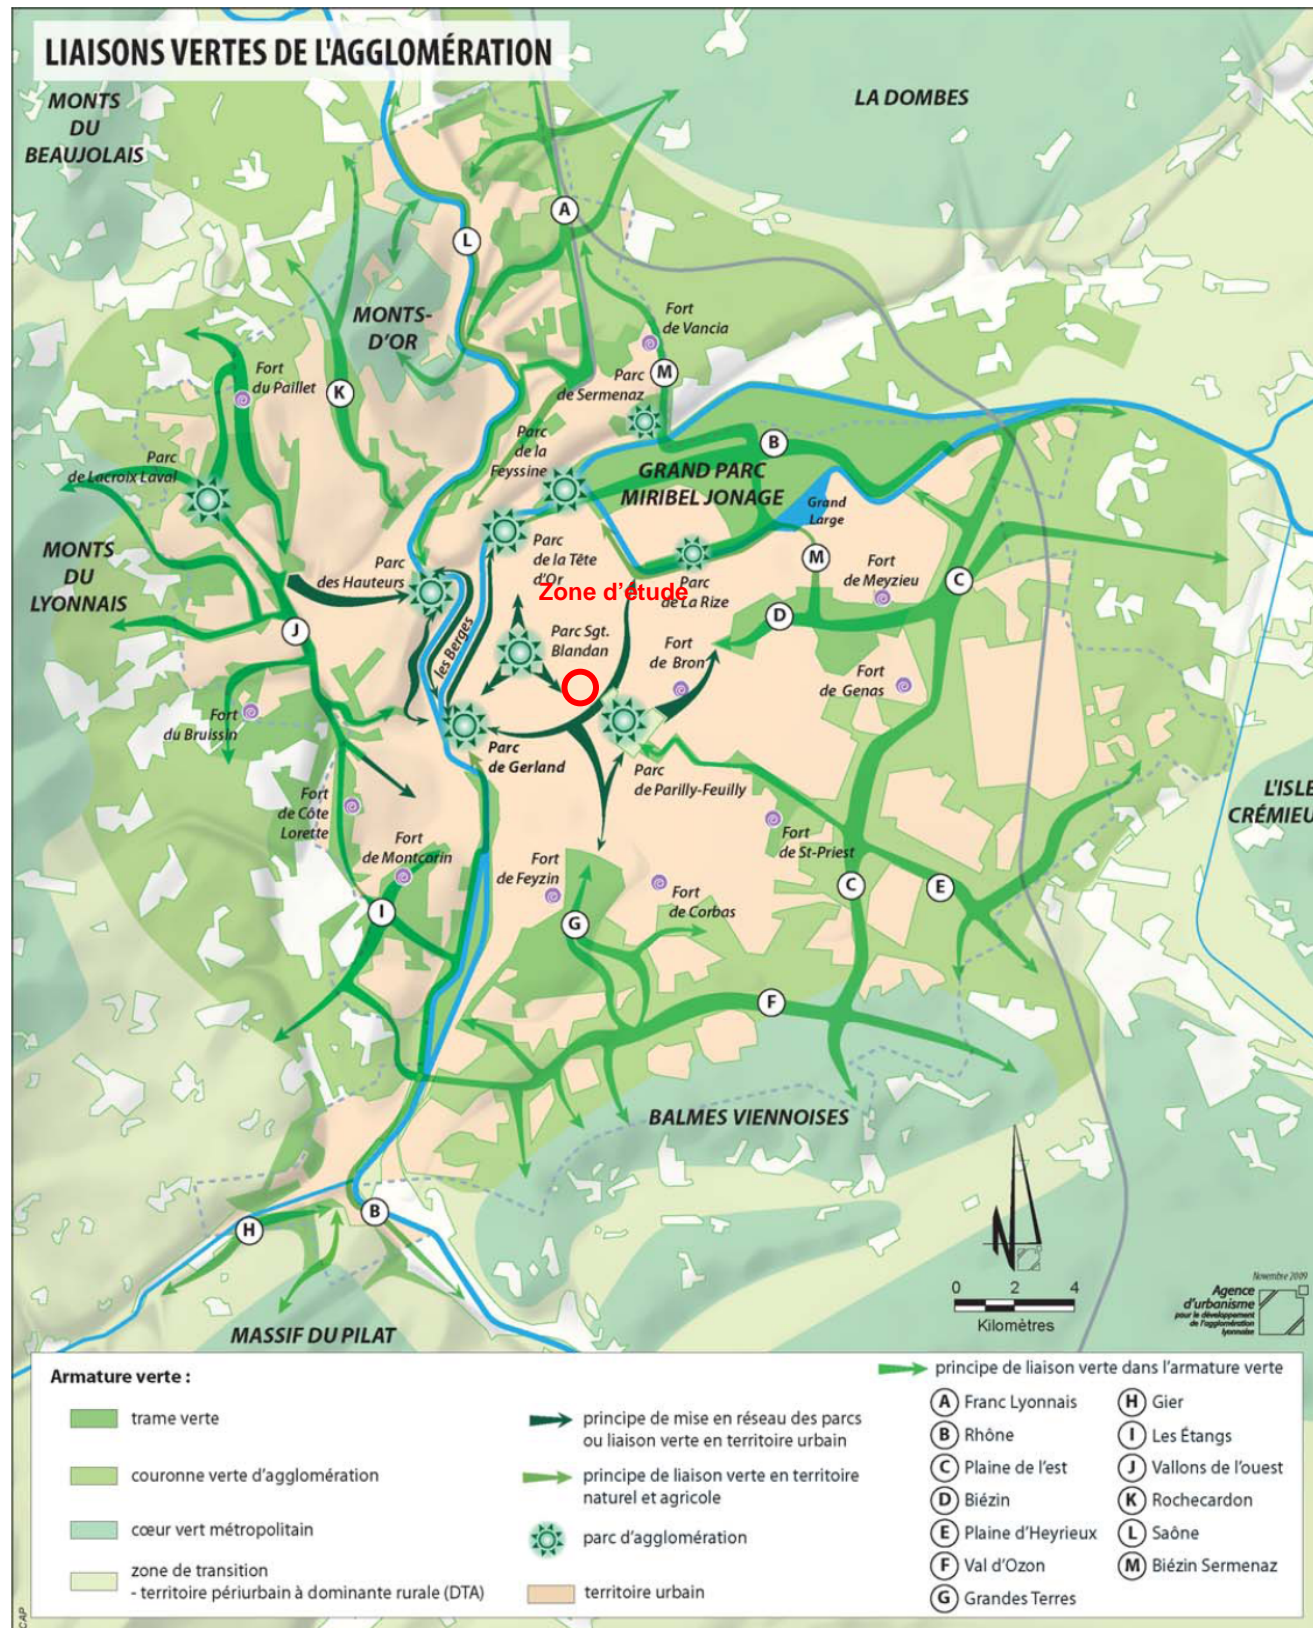 LIAISONS VERTES DE L'AGGLOMÉRATION
MONTS
DU
BEAUJOLAIS
LA DOMBES
A
L
MONTS-
D'OR
Fort
de Vancia
Fort
du Paillet
K
Parc
de Sermenaz
M
Parc
de la
Feyssine
B
Parc
de Lacroix Laval
GRAND PARC
MIRIBEL JONAGE
Grand
Large
MONTS
DU
LYONNAIS
Parc
des Hauteurs
Parc
de la Tête
d'Or
Zone d'étude
Parc
de La Rize
M
Fort
de Meyzieu
C
D
J
les Berges
Parc Sgt.
Blandan
Fort
de Bron
Fort
de Genas
Fort
du Bruissin
Parc
de Gerland
Parc
de Parilly-Feuilly
L'ISLE
CRÉMIEU
Fort
de Côte
Lorette
Fort
de St-Priest
Fort
de Montcorin
Fort
de Feyzin
Fort
de Corbas
C
E
I
G
F
BALMES VIENNOISES
H
B
N
0 2 4
Kilomètres
MASSIF DU PILAT
Novembre 2009
Agence
d'urbanisme
pour le développement
de l'agglomération
lyonnaise
Armature verte :
trame verte
couronne verte d'agglomération
cœur vert métropolitain
zone de transition
- territoire périurbain à dominante rurale (DTA)
principe de mise en réseau des parcs
ou liaison verte en territoire urbain
principe de liaison verte en territoire
naturel et agricole
parc d'agglomération
territoire urbain
principe de liaison verte dans l'armature verte
A Franc Lyonnais
B Rhône
C Plaine de l'est
D Biézin
E Plaine d'Heyrieux
F Val d'Ozon
G Grandes Terres
H Gier
I Les Étangs
J Vallons de l'ouest
K Rochecardon
L Saône
M Biézin Sermenaz
CAP